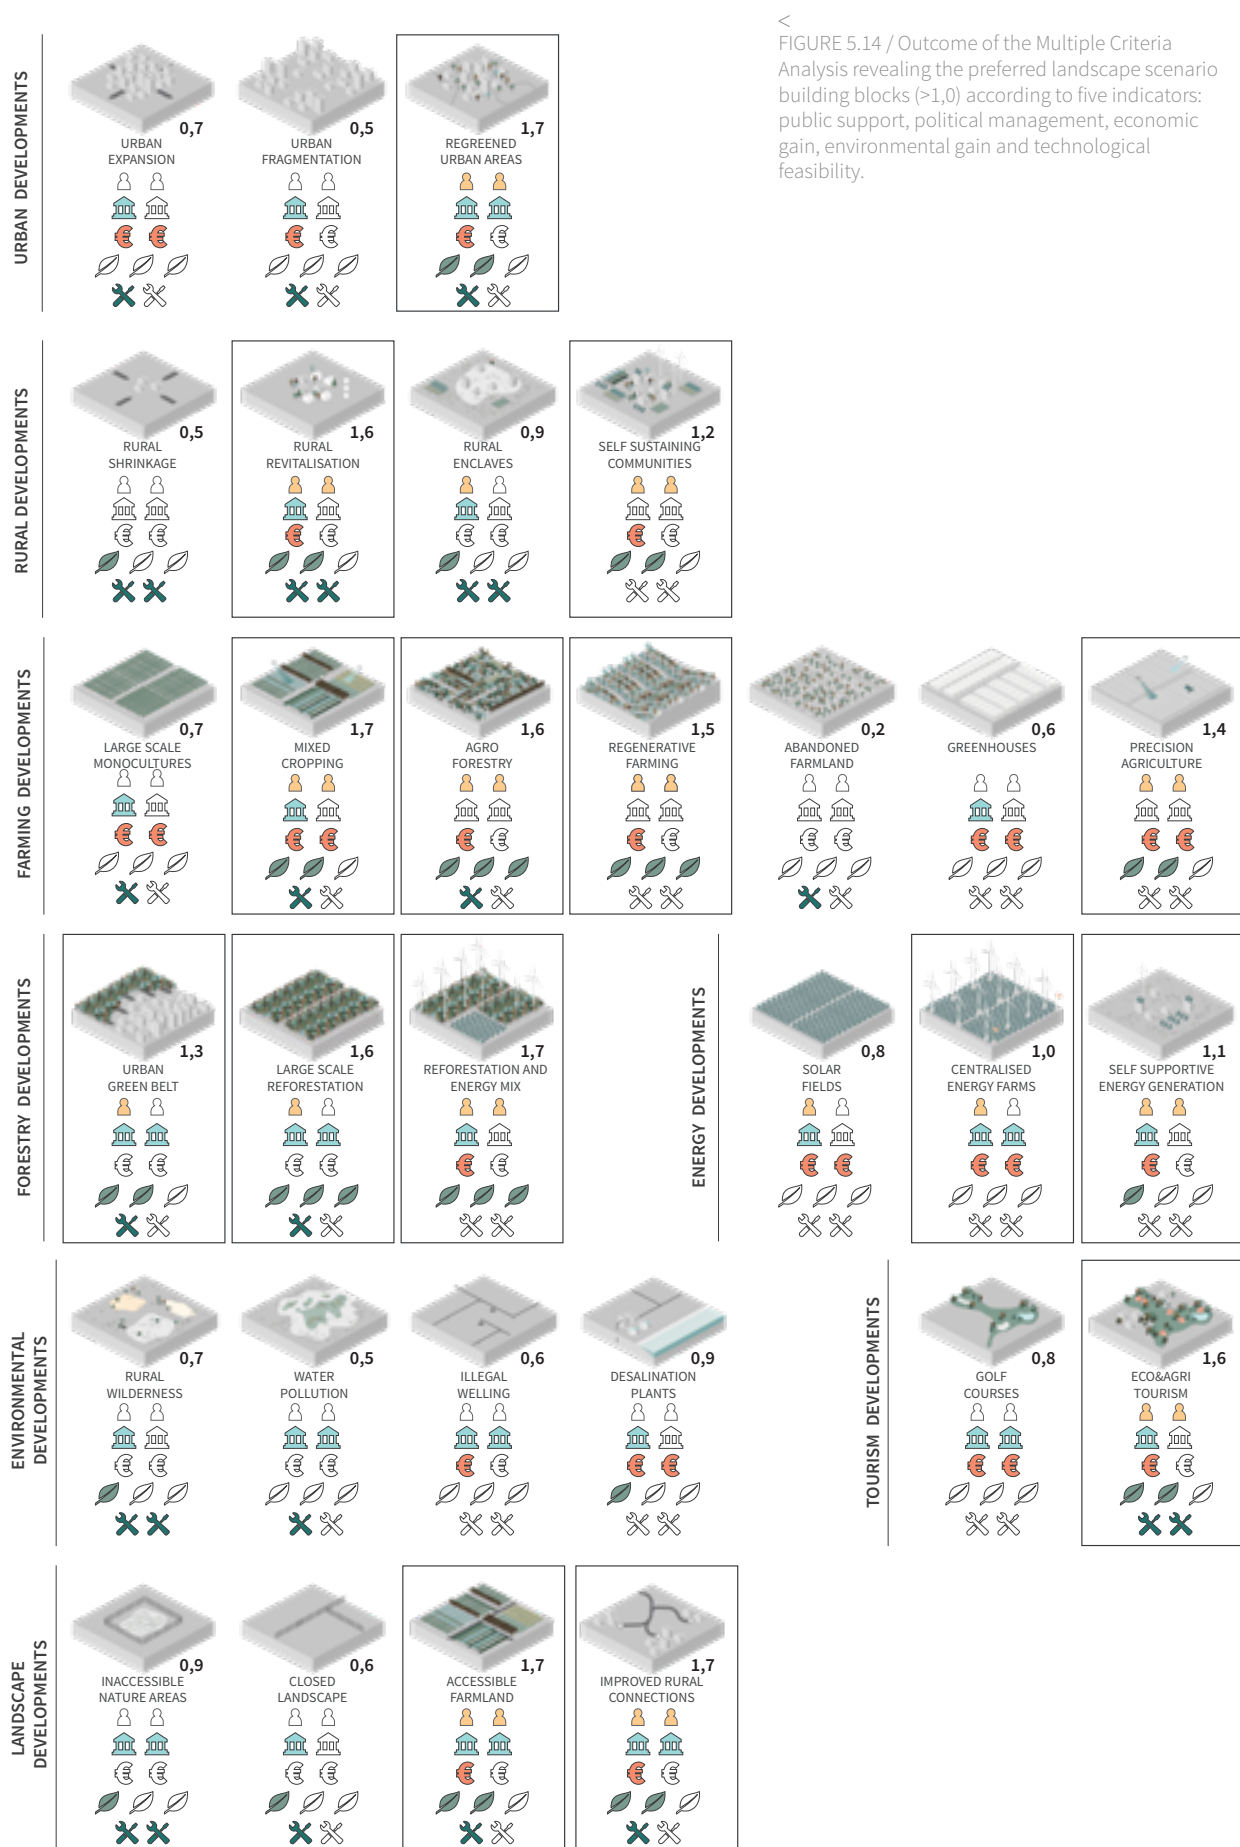 <
FIGURE 5.14 / Outcome of the Multiple Criteria
Analysis revealing the preferred landscape scenario
building blocks (>1,0) according to five indicators:
public support, political management, economic
gain, environmental gain and technological
feasibility.
URBAN DEVELOPMENTS
0,7
URBAN
EXPANSION
0,5
URBAN
FRAGMENTATION
1,7
REGREENED
URBAN AREAS
RURAL DEVELOPMENTS
0,5
RURAL
SHRINKAGE
1,6
RURAL
REVITALISATION
0,9
RURAL
ENCLAVES
1,2
SELF SUSTAINING
COMMUNITIES
FARMING DEVELOPMENTS
0,7
LARGE SCALE
MONOCULTURES
1,7
MIXED
CROPPING
1,6
AGRO
FORESTRY
1,5
REGENERATIVE
FARMING
0,2
ABANDONED
FARMLAND
0,6
GREENHOUSES
1,4
PRECISION
AGRICULTURE
FORESTRY DEVELOPMENTS
1,3
URBAN
GREEN BELT
1,6
LARGE SCALE
REFORESTATION
1,7
REFORESTATION AND
ENERGY MIX
ENERGY DEVELOPMENTS
0,8
SOLAR
FIELDS
1,0
CENTRALISED
ENERGY FARMS
1,1
SELF SUPPORTIVE
ENERGY GENERATION
ENVIRONMENTAL
DEVELOPMENTS
0,7
RURAL
WILDERNESS
0,5
WATER
POLLUTION
0,6
ILLEGAL
WELLING
0,9
DESALINATION
PLANTS
TOURISM DEVELOPMENTS
0,8
GOLF
COURSES
1,6
ECO&AGRI
TOURISM
LANDSCAPE
DEVELOPMENTS
0,9
INACCESSIBLE
NATURE AREAS
0,6
CLOSED
LANDSCAPE
1,7
ACCESSIBLE
FARMLAND
1,7
IMPROVED RURAL
CONNECTIONS